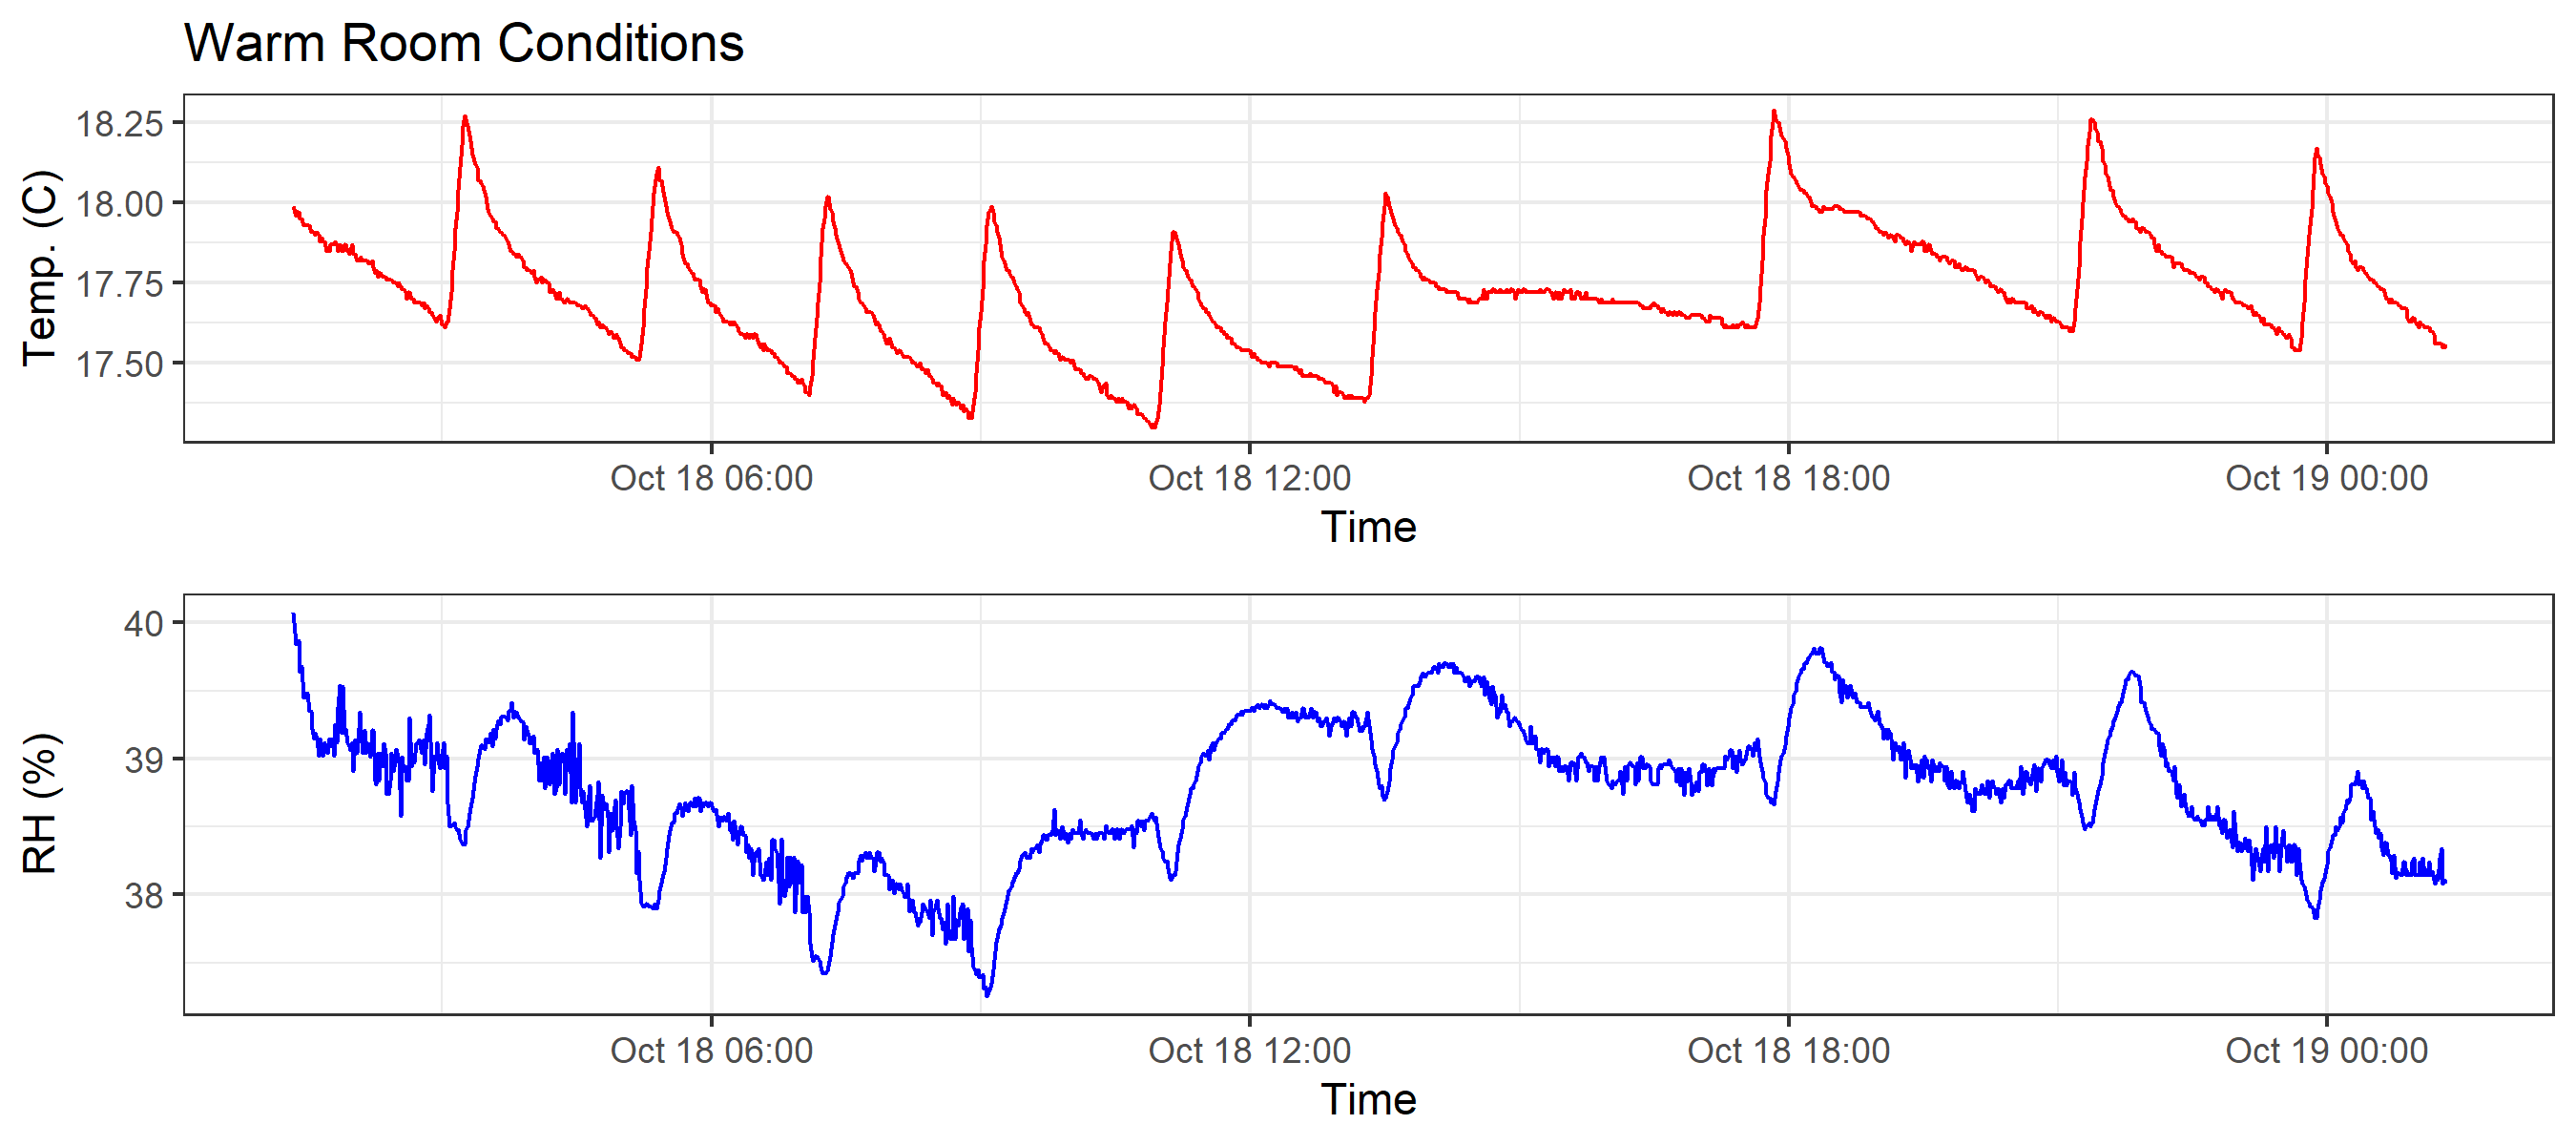 Warm Room Conditions
Temp. (C)
18.25
18.00
17.75
17.50
Oct 18 06:00 Oct 18 12:00 Oct 18 18:00 Oct 19 00:00
Time
RH (%)
40
39
38
Oct 18 06:00 Oct 18 12:00 Oct 18 18:00 Oct 19 00:00
Time